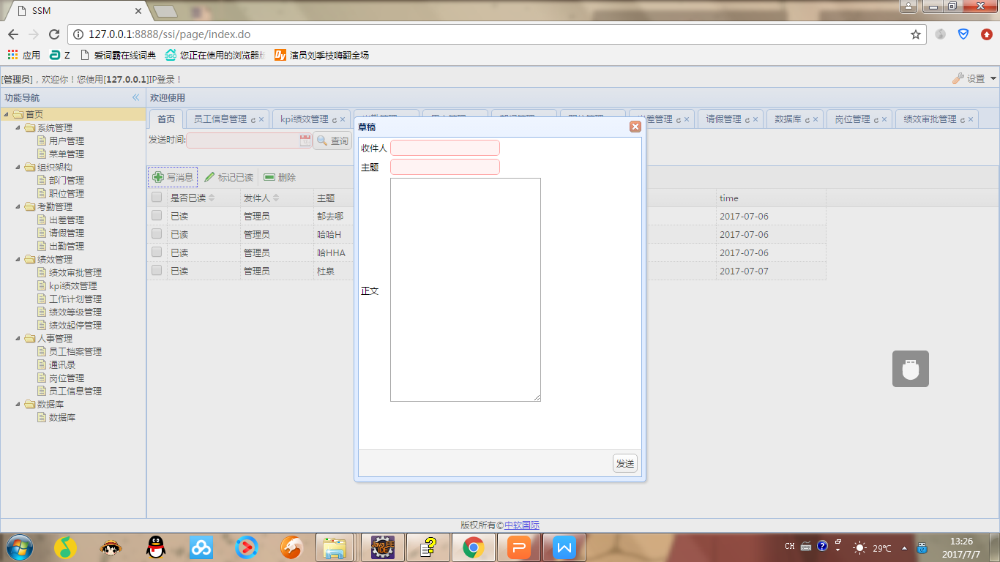 SSM
127.0.0.1:8888/ssi/page/index.do
应用 Z 爱词霸在线词典 您正在使用的浏览器版 演员刘季枝嗨翻全场
[管理员]，欢迎你！您使用[127.0.0.1]IP登录！ 设置
功能导航 欢迎使用
首页
系统管理
用户管理
菜单管理
组织架构
部门管理
职位管理
考勤管理
出差管理
请假管理
出勤管理
绩效管理
绩效审批管理
kpi绩效管理
工作计划管理
绩效等级管理
绩效起停管理
人事管理
员工档案管理
通讯录
岗位管理
员工信息管理
数据库
数据库
首页 员工信息管理 kpi绩效管理 出差管理 请假管理 数据库 岗位管理 绩效审批管理
发送时间: 查询
写消息 标记已读 删除
是否已读 发件人 主题 time
已读 管理员 都去哪 2017-07-06
已读 管理员 哈哈H 2017-07-06
已读 管理员 哈HHA 2017-07-06
已读 管理员 杜泉 2017-07-07
草稿
收件人
主题
正文
发送
版权所有©中软国际
Java EE
IDE
CH 29℃ 13:26
2017/7/7